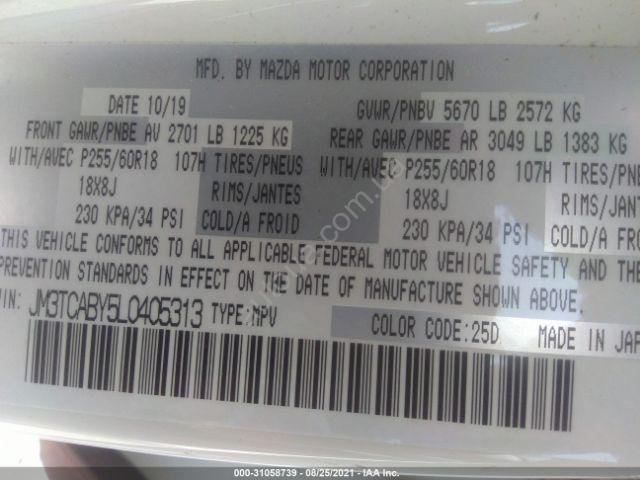 MFD. BY MAZDA MOTOR CORPORATION
DATE 10/19
GVWR/PNBV 5670 LB 2572 KG
FRONT GAWR/PNBE AV 2701 LB 1225 KG
REAR GAWR/PNBE AR 3049 LB 1383 KG
WITH/AVEC P255/60R18 107H TIRES/PNEUS
WITH/AVEC P255/60R18 107H TIRES/PNE
18X8J RIMS/JANTES
18X8J RIMS/JANTES
230 KPA/34 PSI COLD/A FROID
230 KPA/34 PSI COLD/A
THIS VEHICLE CONFORMS TO ALL APPLICABLE FEDERAL MOTOR VEHICLE SAFETY AND THE
PREVENTION STANDARDS IN EFFECT ON THE DATE OF MANUFACTURE SHOWN ABOVE.
VIN: JM3TCABY5L0405313 TYPE:MPV
COLOR CODE:25D MADE IN JAP
000-31058739 - 08/25/2021 - IAA Inc.